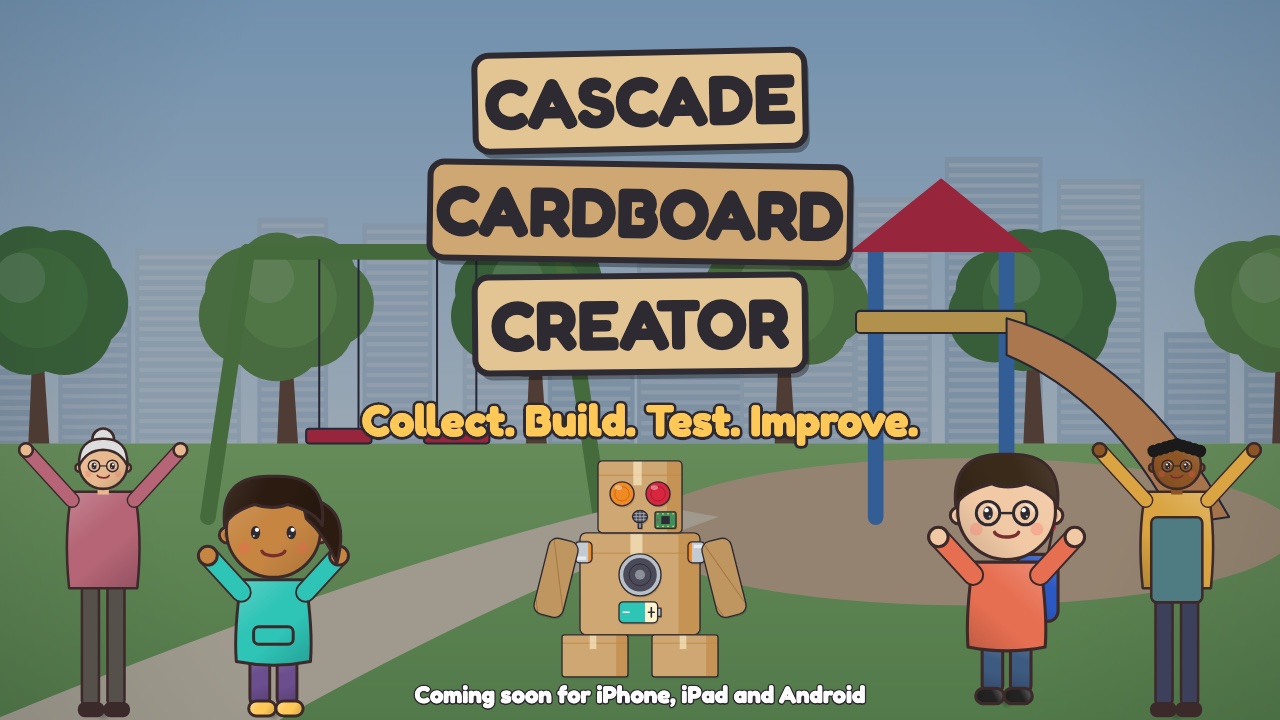 CASCADE
CARDBOARD
CREATOR
Collect. Build. Test. Improve.
Coming soon for iPhone, iPad and Android